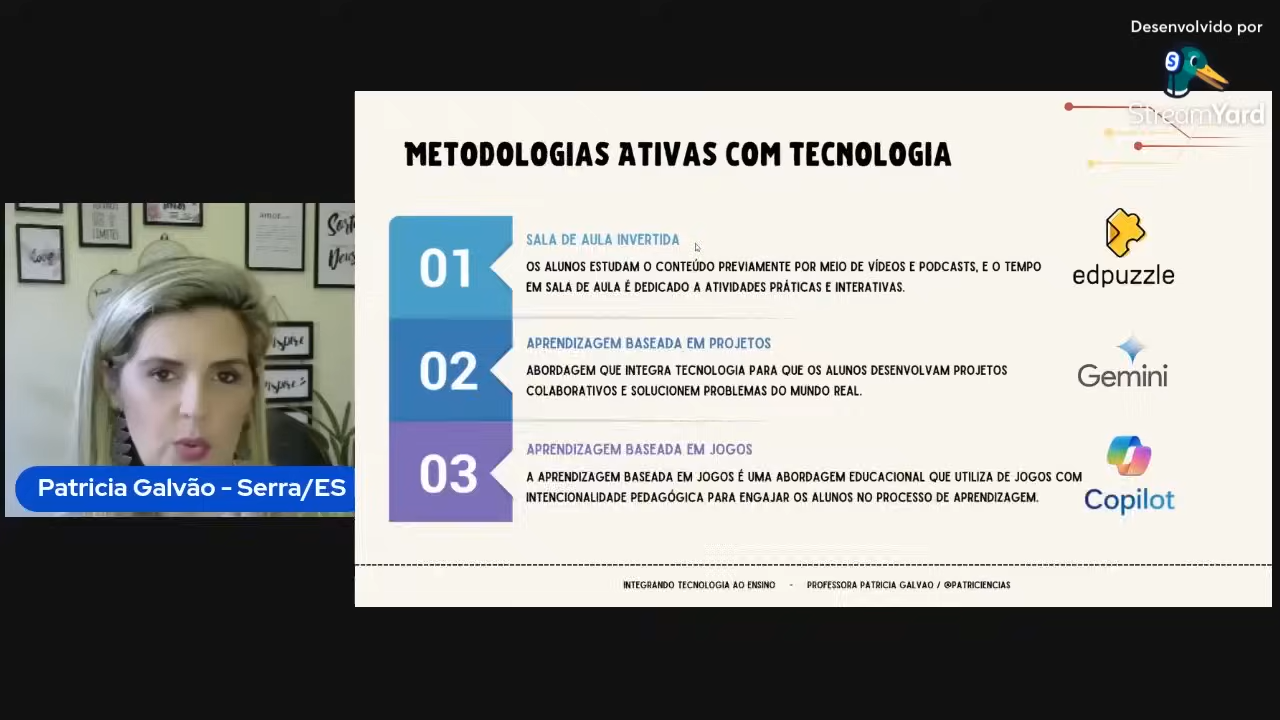 Desenvolvido por
StreamYard
METODOLOGIAS ATIVAS COM TECNOLOGIA
01
SALA DE AULA INVERTIDA
OS ALUNOS ESTUDAM O CONTEÚDO PREVIAMENTE POR MEIO DE VÍDEOS E PODCASTS, E O TEMPO
EM SALA DE AULA É DEDICADO A ATIVIDADES PRÁTICAS E INTERATIVAS.
edpuzzle
02
APRENDIZAGEM BASEADA EM PROJETOS
ABORDAGEM QUE INTEGRA TECNOLOGIA PARA QUE OS ALUNOS DESENVOLVAM PROJETOS
COLABORATIVOS E SOLUCIONEM PROBLEMAS DO MUNDO REAL.
Gemini
03
APRENDIZAGEM BASEADA EM JOGOS
A APRENDIZAGEM BASEADA EM JOGOS É UMA ABORDAGEM EDUCACIONAL QUE UTILIZA DE JOGOS COM
INTENCIONALIDADE PEDAGÓGICA PARA ENGAJAR OS ALUNOS NO PROCESSO DE APRENDIZAGEM.
Copilot
INTEGRANDO TECNOLOGIA AO ENSINO - PROFESSORA PATRICIA GALVAO / @PATRICIENCIAS
Patricia Galvão - Serra/ES